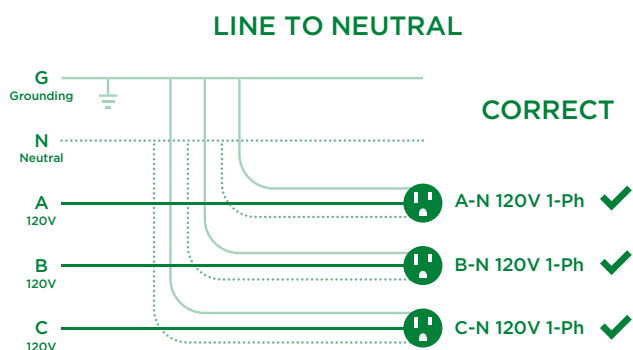 LINE TO NEUTRAL
G
Grounding
CORRECT
N
Neutral
A
120V
A-N 120V 1-Ph
B
120V
B-N 120V 1-Ph
C
120V
C-N 120V 1-Ph